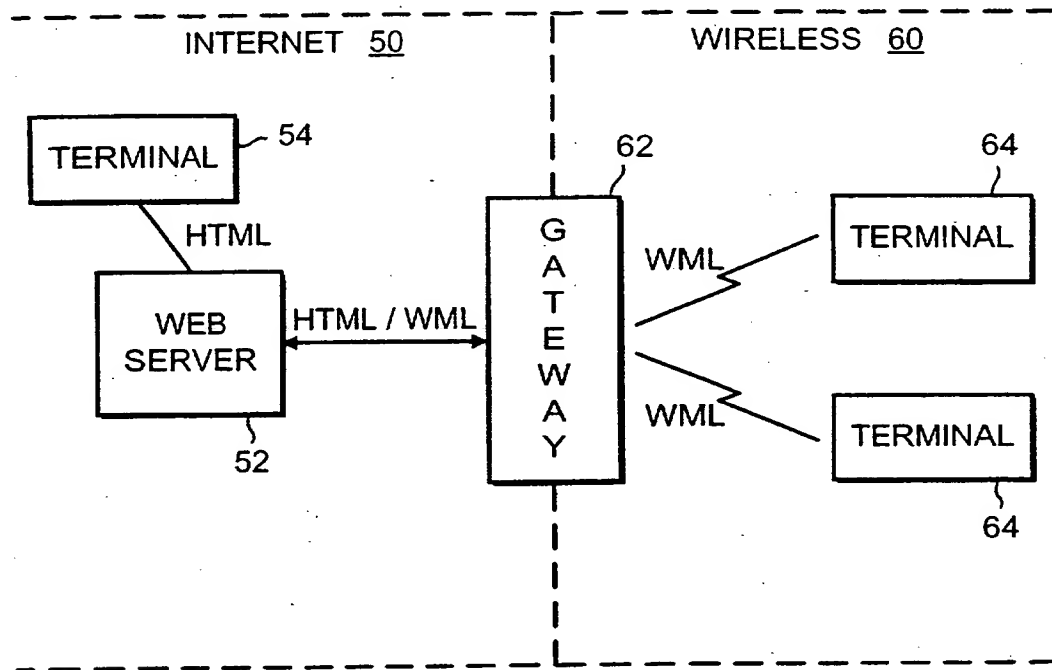 INTERNET 50
WIRELESS 60
TERMINAL
54
HTML
WEB
SERVER
52
HTML / WML
62
GATEWAY
WML
WML
64
TERMINAL
TERMINAL
64